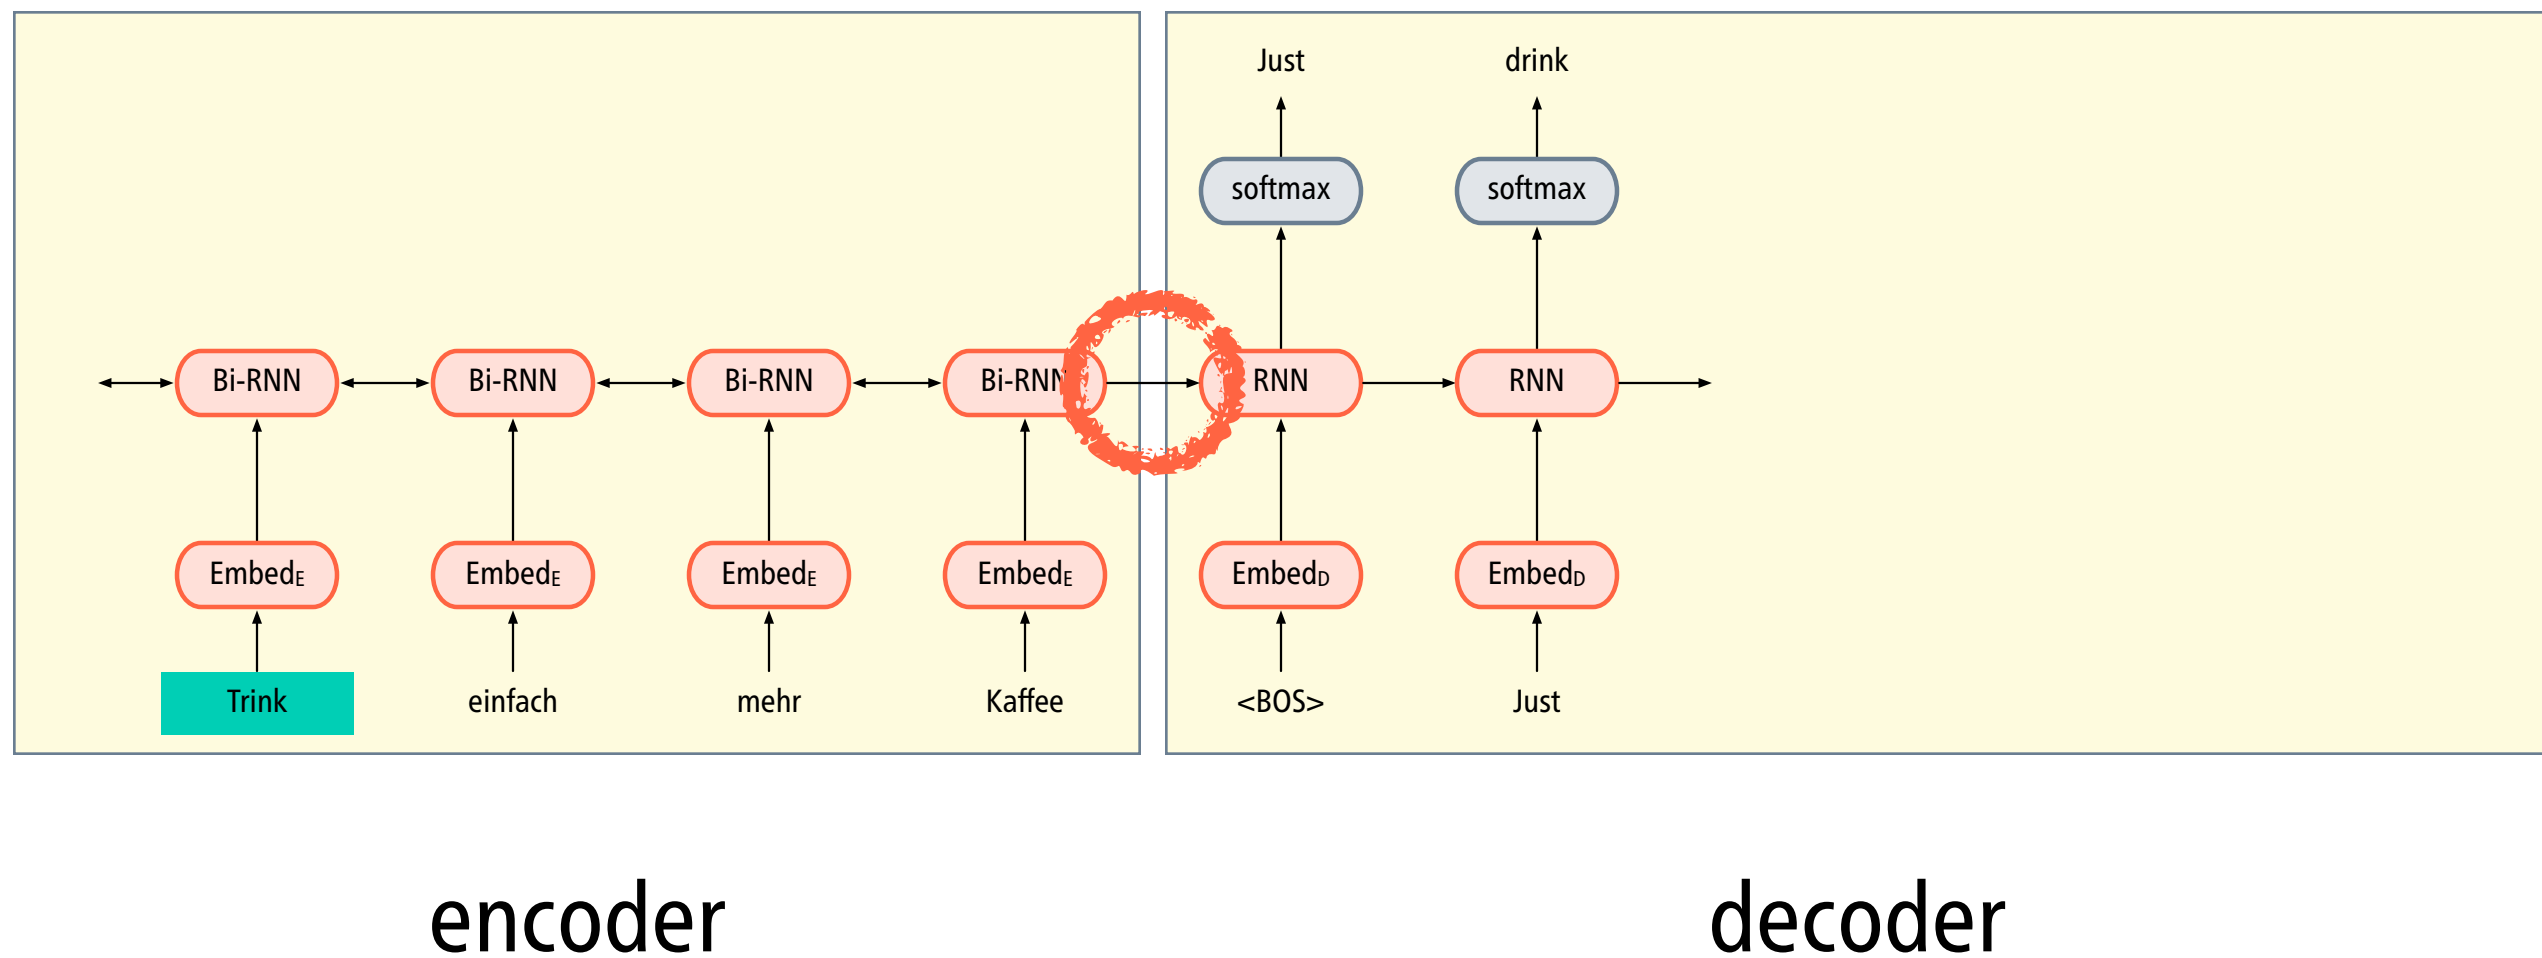 Just drink
softmax softmax
Bi-RNN Bi-RNN Bi-RNN Bi-RNN RNN RNN
EmbedE EmbedE EmbedE EmbedE EmbedD EmbedD
Trink einfach mehr Kaffee <BOS> Just
encoder decoder